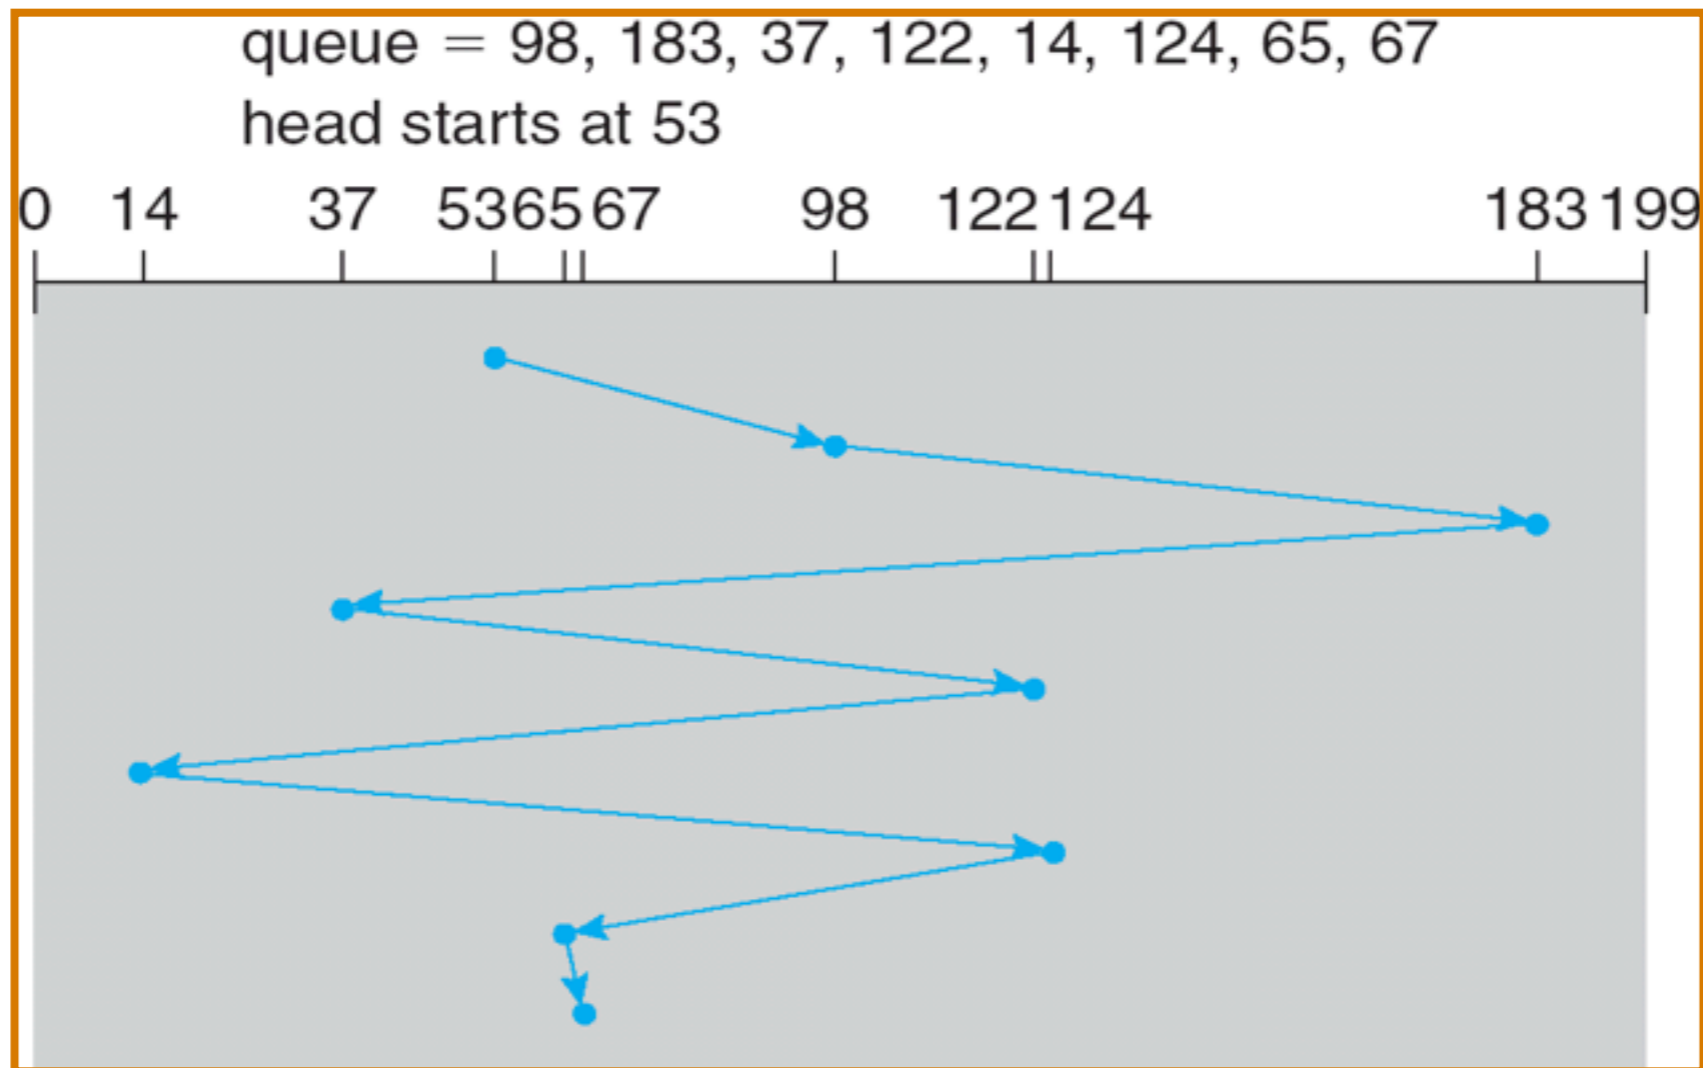 queue = 98, 183, 37, 122, 14, 124, 65, 67
head starts at 53
0 14 37 53 65 67 98 122 124 183 199